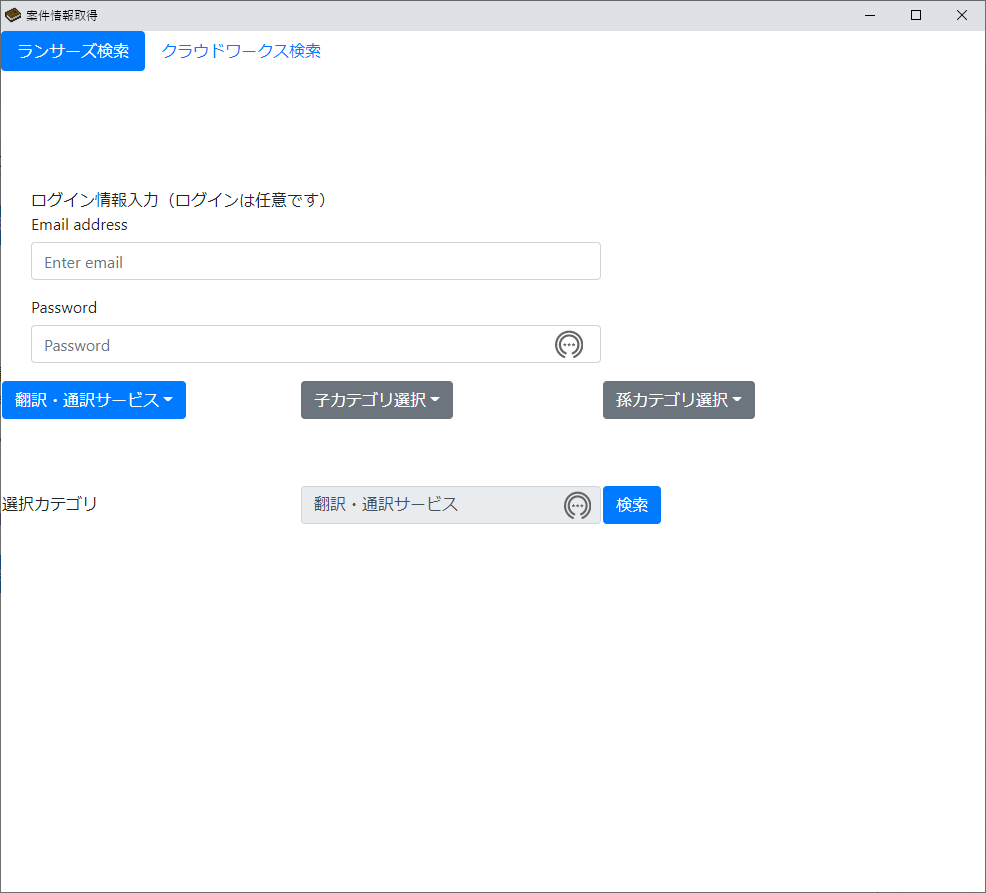 案件情報取得
ランサーズ検索 クラウドワークス検索
ログイン情報入力（ログインは任意です）
Email address
Enter email
Password
Password
翻訳・通訳サービス 子カテゴリ選択 孫カテゴリ選択
選択カテゴリ 翻訳・通訳サービス 検索